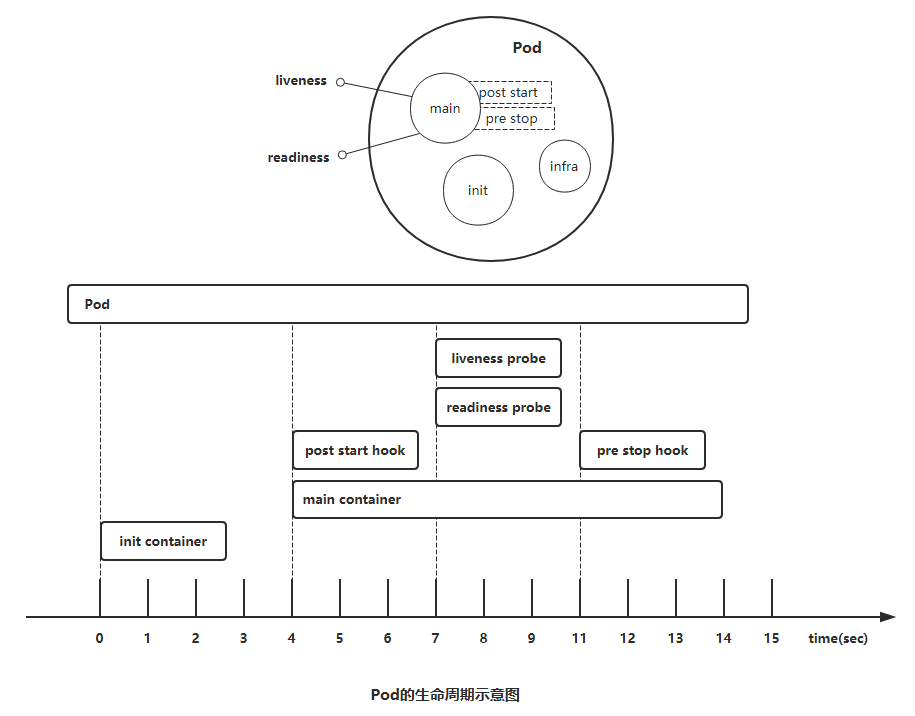 Pod
liveness
main
post start
pre stop
readiness
infra
init
Pod
liveness probe
readiness probe
post start hook
pre stop hook
main container
init container
0 1 2 3 4 5 6 7 8 9 11 12 13 14 15 time(sec)
Pod的生命周期示意图